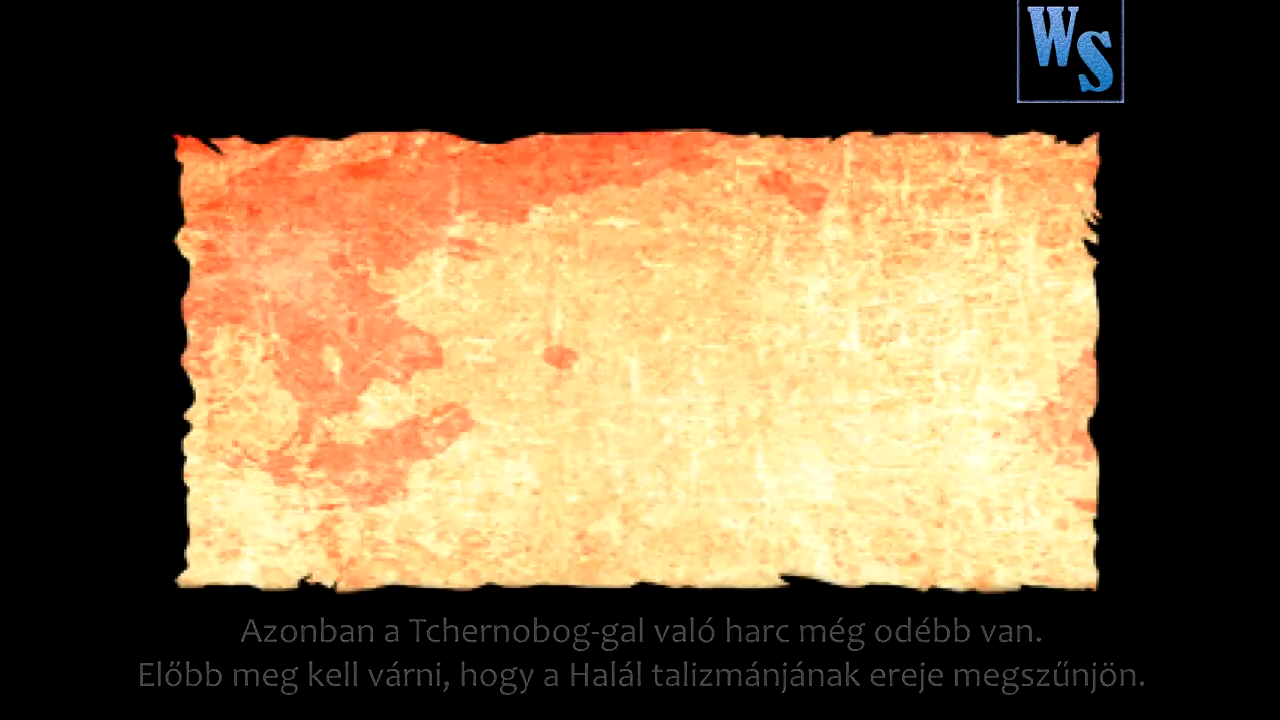 WS
Azonban a Tchernobog-gal való harc még odébb van.
Előbb meg kell várni, hogy a Halál talizmánjának ereje megszűnjön.